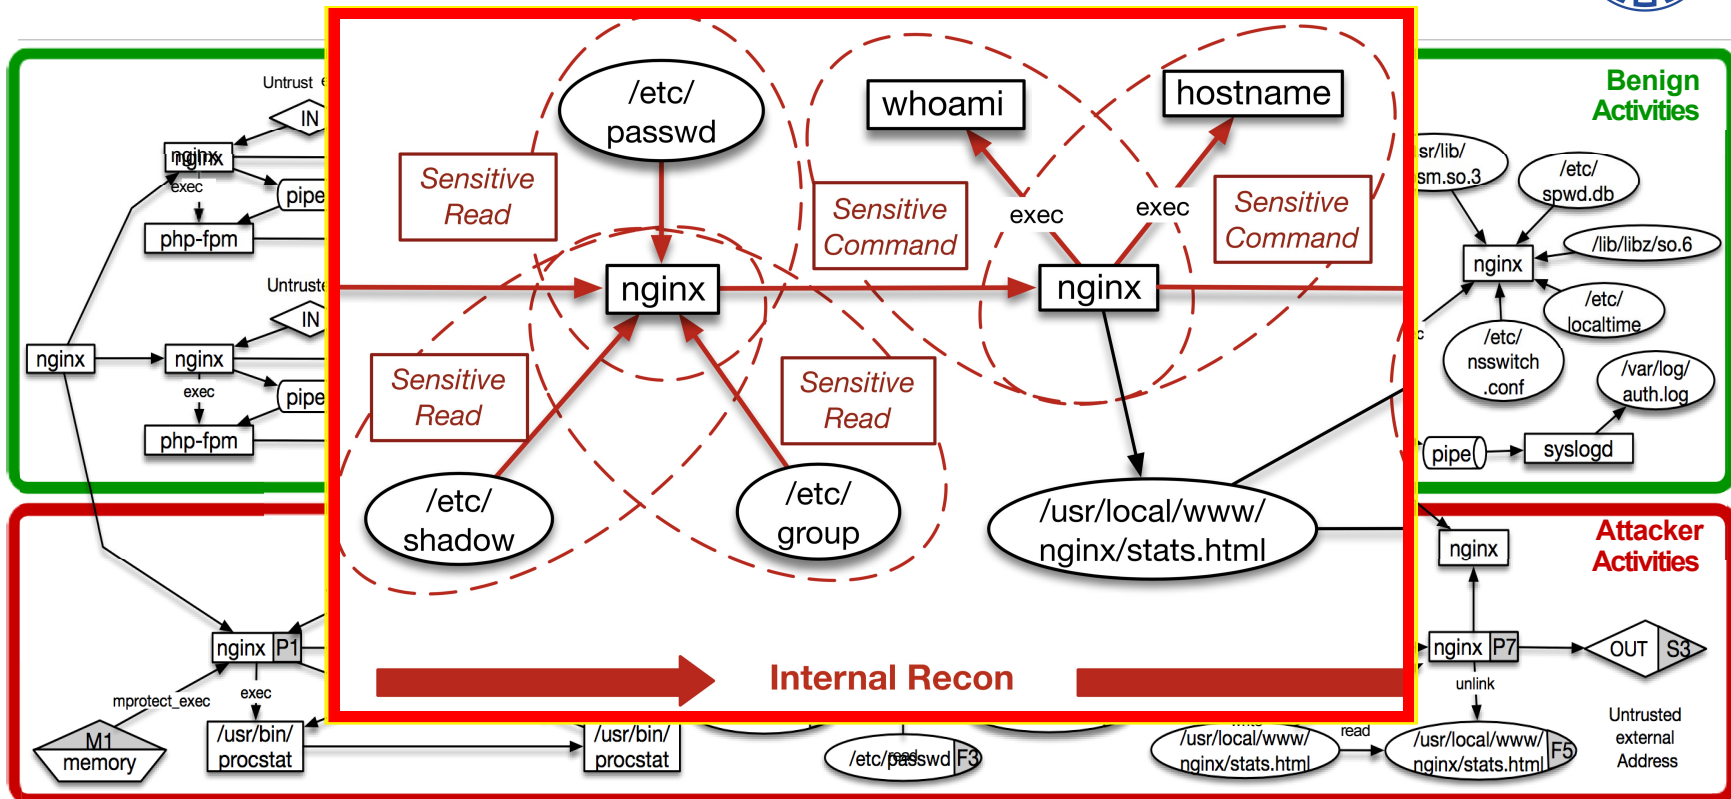 Untrust
IN
nginx
nginx
exec
pipe
php-fpm
Untruste
IN
nginx
nginx
exec
pipe
php-fpm
/etc/
passwd
Sensitive
Read
nginx
Sensitive
Read
Sensitive
Read
/etc/
shadow
/etc/
group
whoami
hostname
Sensitive
Command
exec
exec
Sensitive
Command
nginx
/usr/local/www/
nginx/stats.html
Internal Recon
Benign
Activities
sr/lib/
sm.so.3
/etc/
spwd.db
/lib/libz/so.6
nginx
/etc/
localtime
/etc/
nsswitch
.conf
/var/log/
auth.log
c
pipe
syslogd
Attacker
Activities
nginx
nginx P1
mprotect_exec
exec
M1
memory
/usr/bin/
procstat
/usr/bin/
procstat
/etc/passwd F3
read
write
/usr/local/www/
nginx/stats.html
read
/usr/local/www/
nginx/stats.html F5
nginx P7
OUT S3
unlink
Untrusted
external
Address